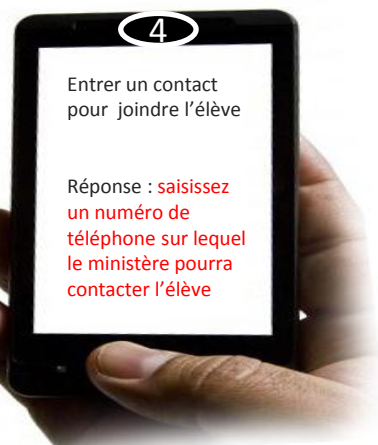 4
Entrer un contact
pour joindre l'élève
Réponse : saisissez
un numéro de
téléphone sur lequel
le ministère pourra
contacter l'élève